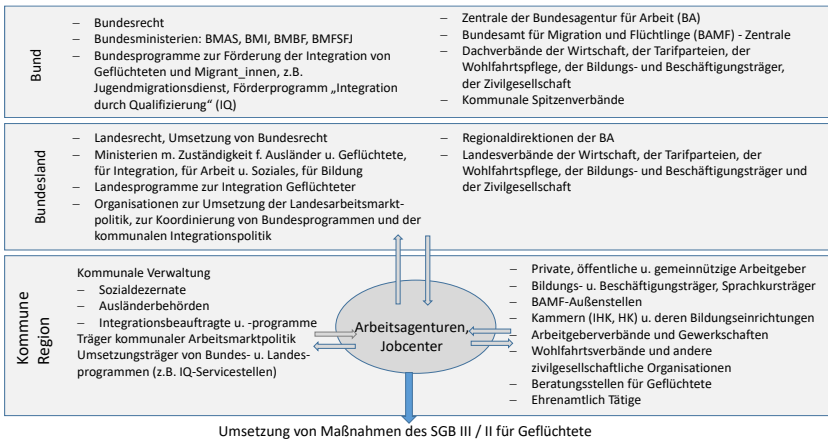 Bund
– Bundesrecht
– Bundesministerien: BMAS, BMI, BMBF, BMFSFJ
– Bundesprogramme zur Förderung der Integration von
Geflüchteten und Migrant_innen, z.B.
Jugendmigrationsdienst, Förderprogramm „Integration
durch Qualifizierung“ (IQ)
– Zentrale der Bundesagentur für Arbeit (BA)
– Bundesamt für Migration und Flüchtlinge (BAMF) - Zentrale
– Dachverbände der Wirtschaft, der Tarifparteien, der
Wohlfahrtspflege, der Bildungs- und Beschäftigungsträger,
der Zivilgesellschaft
– Kommunale Spitzenverbände
Bundesland
– Landesrecht, Umsetzung von Bundesrecht
– Ministerien m. Zuständigkeit f. Ausländer u. Geflüchtete,
für Integration, für Arbeit u. Soziales, für Bildung
– Landesprogramme zur Integration Geflüchteter
– Organisationen zur Umsetzung der Landesarbeitsmarkt-
politik, zur Koordinierung von Bundesprogrammen und der
kommunalen Integrationspolitik
– Regionaldirektionen der BA
– Landesverbände der Wirtschaft, der Tarifparteien, der
Wohlfahrtspflege, der Bildungs- und Beschäftigungsträger und
der Zivilgesellschaft
Kommune
Region
Kommunale Verwaltung
– Sozialdezernate
– Ausländerbehörden
– Integrationsbeauftragte u. -programme
Träger kommunaler Arbeitsmarktpolitik
Umsetzungsträger von Bundes- u. Landes-
programmen (z.B. IQ-Servicestellen)
Arbeitsagenturen,
Jobcenter
– Private, öffentliche u. gemeinnützige Arbeitgeber
– Bildungs- u. Beschäftigungsträger, Sprachkursträger
– BAMF-Außenstellen
– Kammern (IHK, HK) u. deren Bildungseinrichtungen
– Arbeitgeberverbände und Gewerkschaften
– Wohlfahrtsverbände und andere
zivilgesellschaftliche Organisationen
– Beratungsstellen für Geflüchtete
– Ehrenamtlich Tätige
Umsetzung von Maßnahmen des SGB III / II für Geflüchtete